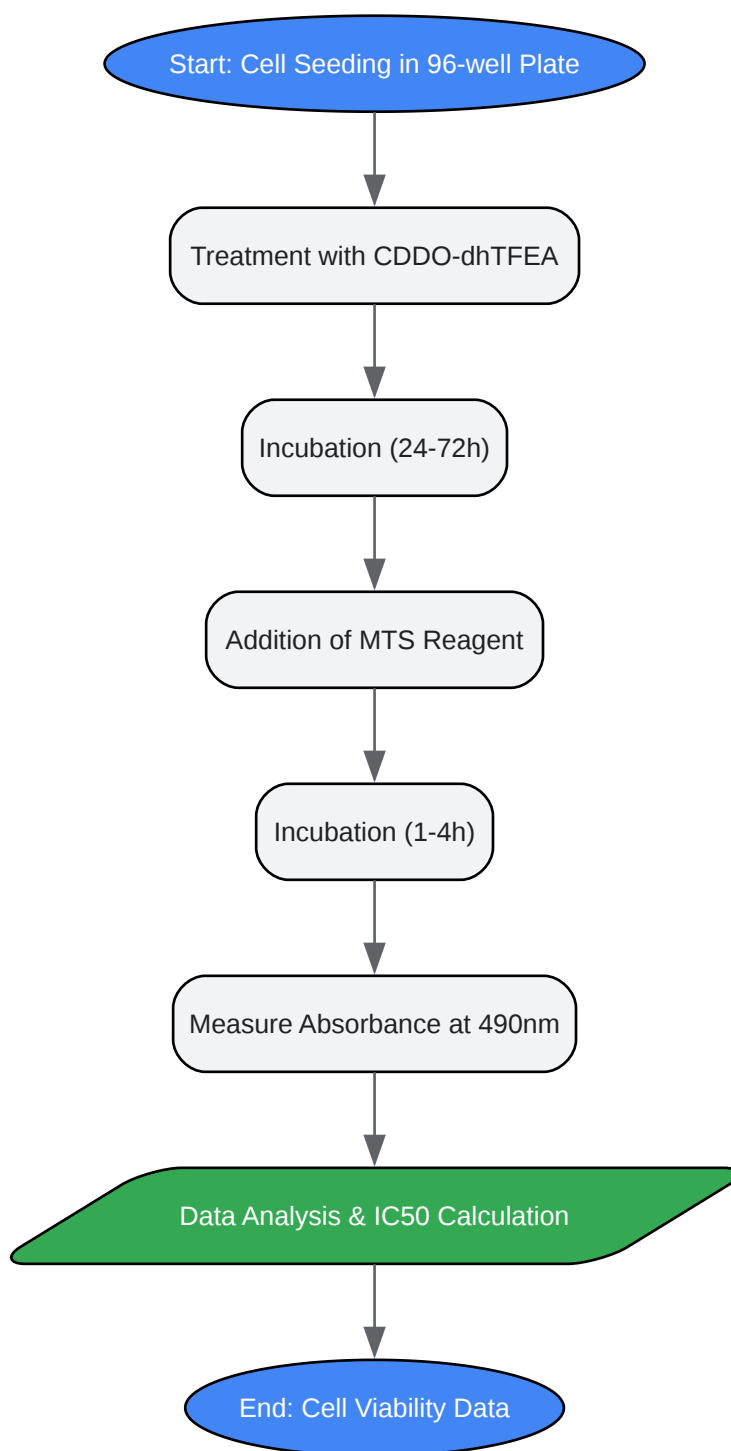 Start: Cell Seeding in 96-well Plate
Treatment with CDDO-dhTFEA
Incubation (24-72h)
Addition of MTS Reagent
Incubation (1-4h)
Measure Absorbance at 490nm
Data Analysis & IC50 Calculation
End: Cell Viability Data